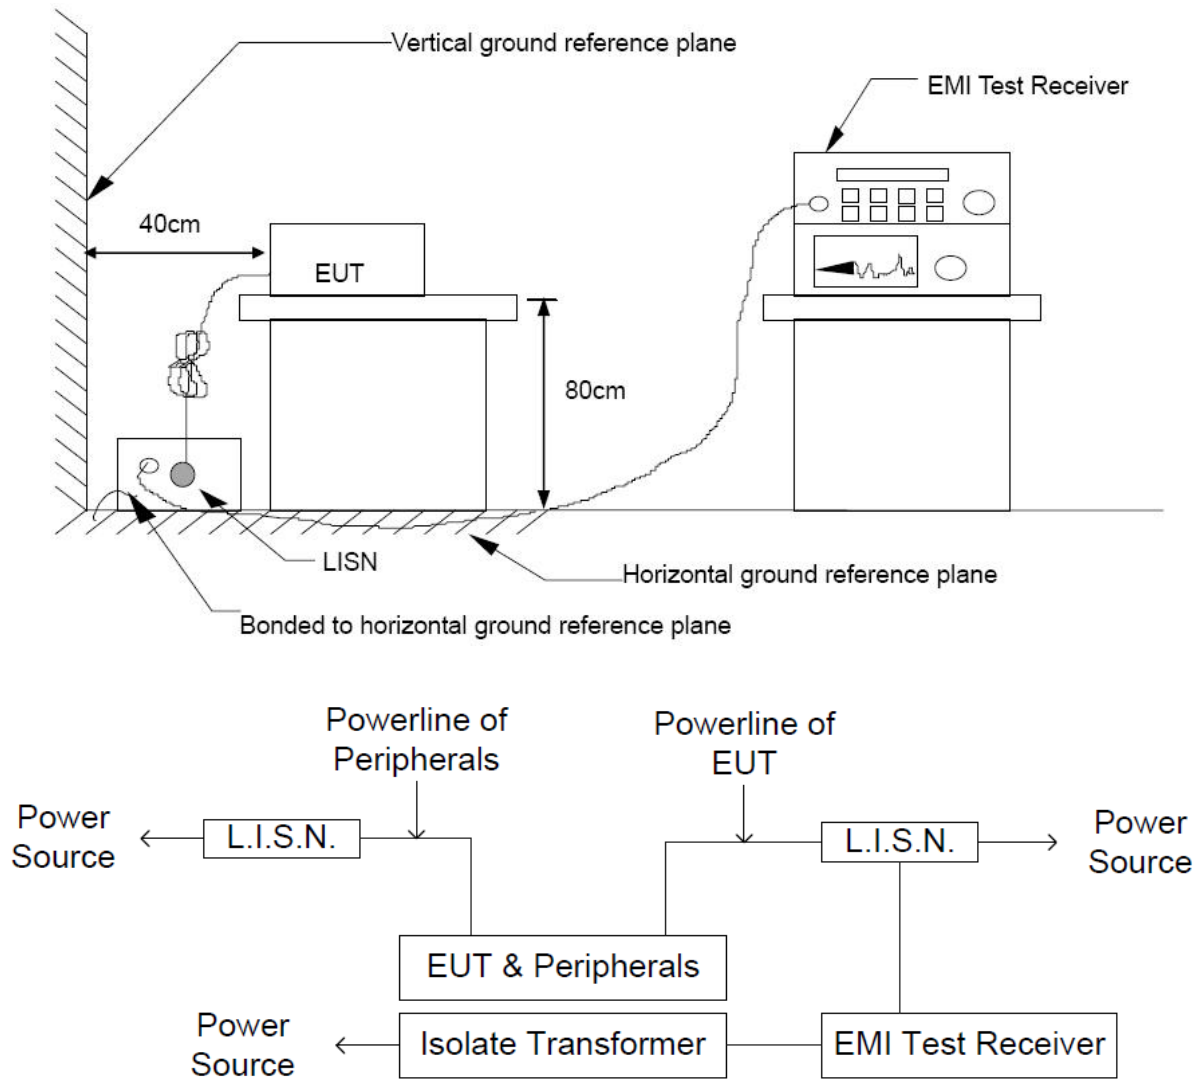 Vertical ground reference plane
EMI Test Receiver
40cm
EUT
80cm
LISN
Horizontal ground reference plane
Bonded to horizontal ground reference plane
Powerline of
Peripherals
Powerline of
EUT
Power
Source
L.I.S.N.
L.I.S.N.
Power
Source
EUT & Peripherals
Power
Source
Isolate Transformer
EMI Test Receiver